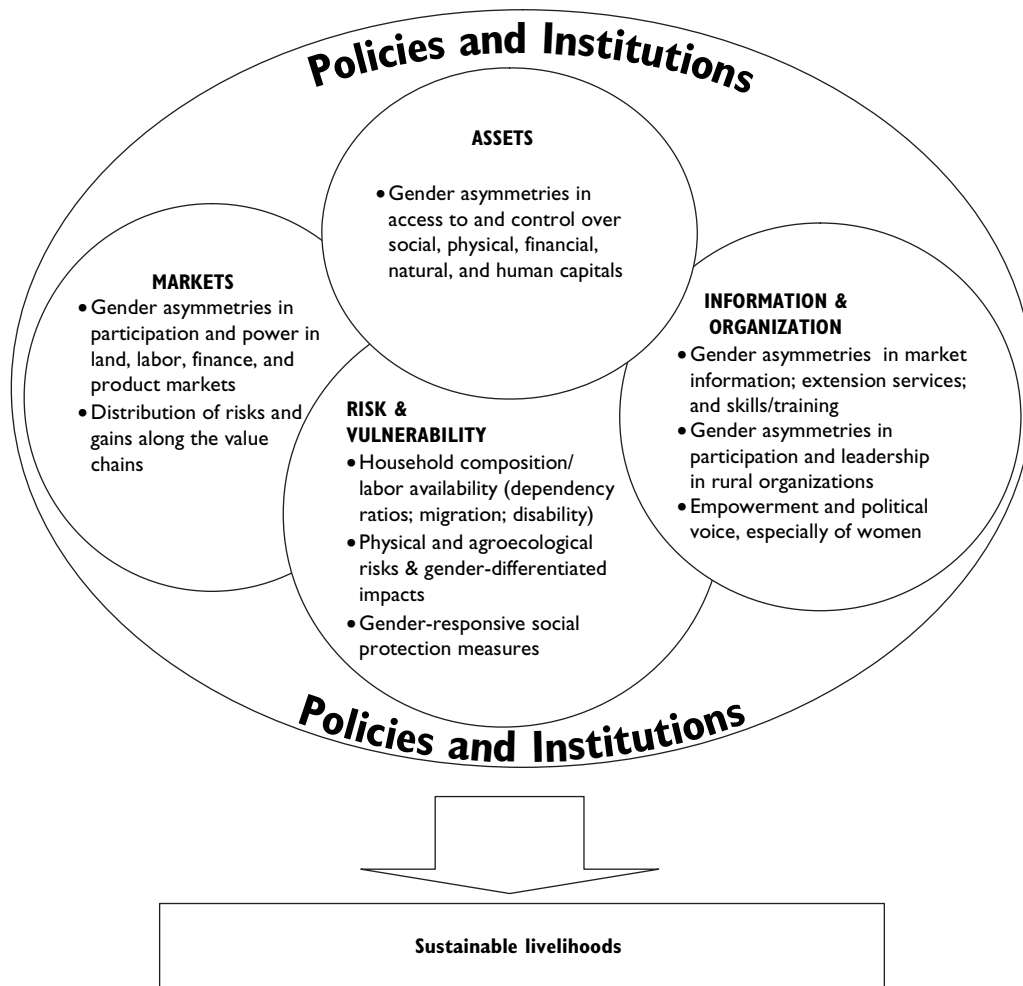 Policies and Institutions
ASSETS
• Gender asymmetries in
access to and control over
social, physical, financial,
natural, and human capitals
MARKETS
• Gender asymmetries in
participation and power in
land, labor, finance, and
product markets
• Distribution of risks and
gains along the value
chains
INFORMATION &
ORGANIZATION
• Gender asymmetries in market
information; extension services;
and skills/training
• Gender asymmetries in
participation and leadership
in rural organizations
• Empowerment and political
voice, especially of women
RISK &
VULNERABILITY
• Household composition/
labor availability (dependency
ratios; migration; disability)
• Physical and agroecological
risks & gender-differentiated
impacts
• Gender-responsive social
protection measures
Policies and Institutions
Sustainable livelihoods